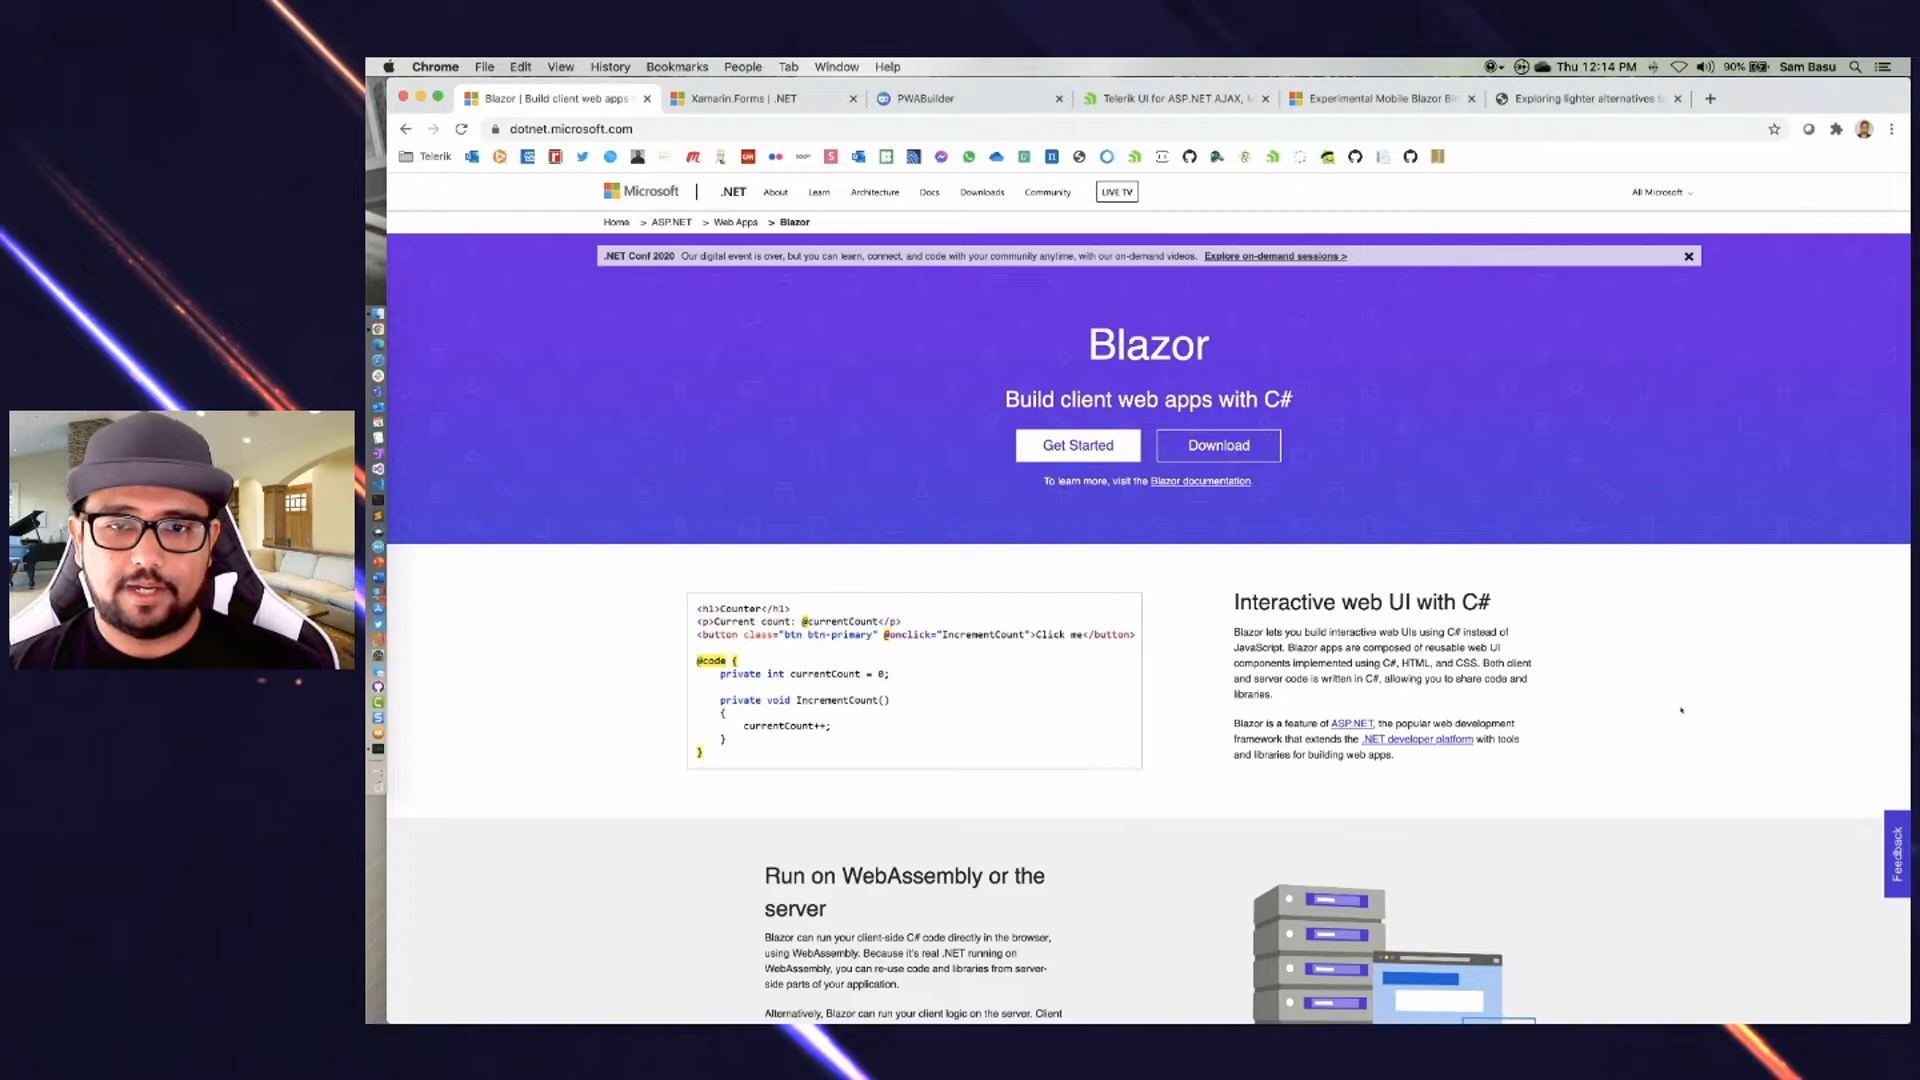 Chrome File Edit View History Bookmarks People Tab Window Help
Thu 12:14 PM 90% Sam Basu
Blazor | Build client web apps
Xamarin.Forms | .NET
PWABuilder
Telerik UI for ASP.NET AJAX,
Experimental Mobile Blazor Bin
Exploring lighter alternatives t
dotnet.microsoft.com
Telerik
Microsoft | .NET About Learn Architecture Docs Downloads Community LIVE TV All Microsoft
Home > ASP.NET > Web Apps > Blazor
.NET Conf 2020 Our digital event is over, but you can learn, connect, and code with your community anytime, with our on-demand videos. Explore on-demand sessions >
Blazor
Build client web apps with C#
Get Started Download
To learn more, visit the Blazor documentation.
<h1>Counter</h1>
<p>Current count: @currentCount</p>
<button class="btn btn-primary" @onclick="IncrementCount">Click me</button>
@code {
private int currentCount = 0;
private void IncrementCount()
{
currentCount++;
}
}
Interactive web UI with C#
Blazor lets you build interactive web UIs using C# instead of
JavaScript. Blazor apps are composed of reusable web UI
components implemented using C#, HTML, and CSS. Both client
and server code is written in C#, allowing you to share code and
libraries.
Blazor is a feature of ASP.NET, the popular web development
framework that extends the .NET developer platform with tools
and libraries for building web apps.
Feedback
Run on WebAssembly or the
server
Blazor can run your client-side C# code directly in the browser,
using WebAssembly. Because it's real .NET running on
WebAssembly, you can re-use code and libraries from server-
side parts of your application.
Alternatively, Blazor can run your client logic on the server. Client